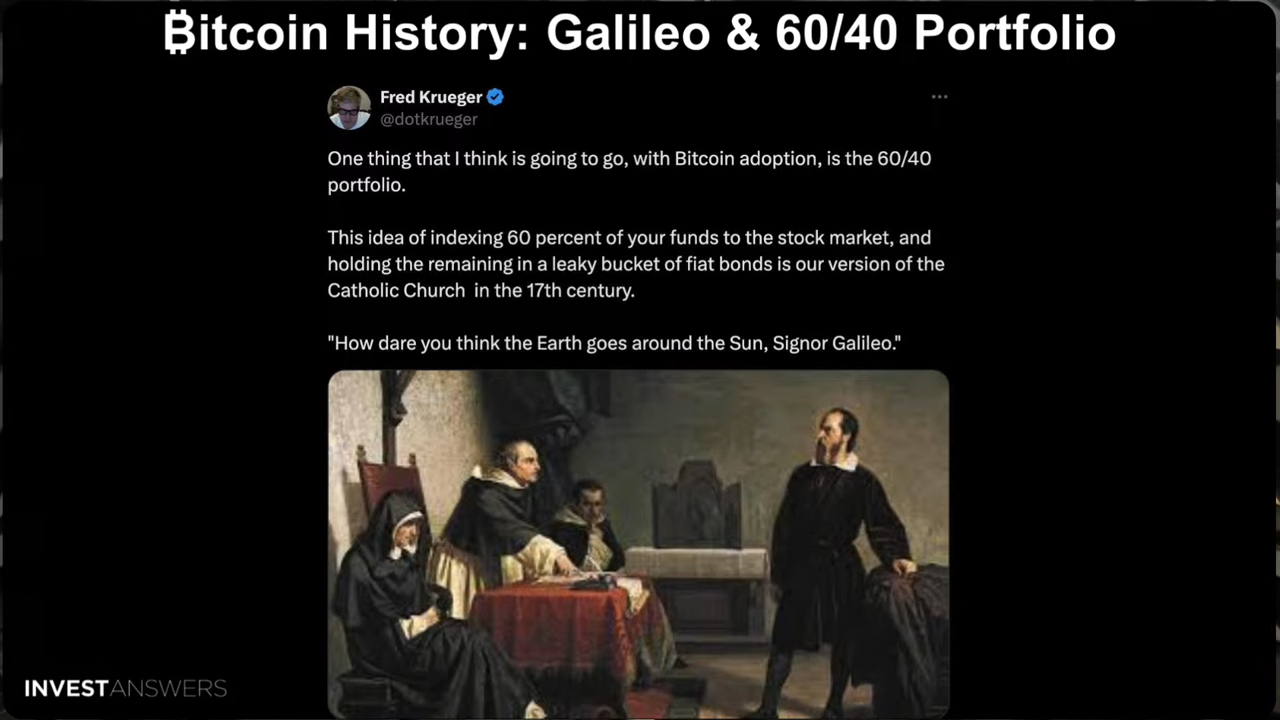 ₿itcoin History: Galileo & 60/40 Portfolio
Fred Krueger
@dotkrueger
One thing that I think is going to go, with Bitcoin adoption, is the 60/40
portfolio.
This idea of indexing 60 percent of your funds to the stock market, and
holding the remaining in a leaky bucket of fiat bonds is our version of the
Catholic Church  in the 17th century.
"How dare you think the Earth goes around the Sun, Signor Galileo."
INVESTANSWERS